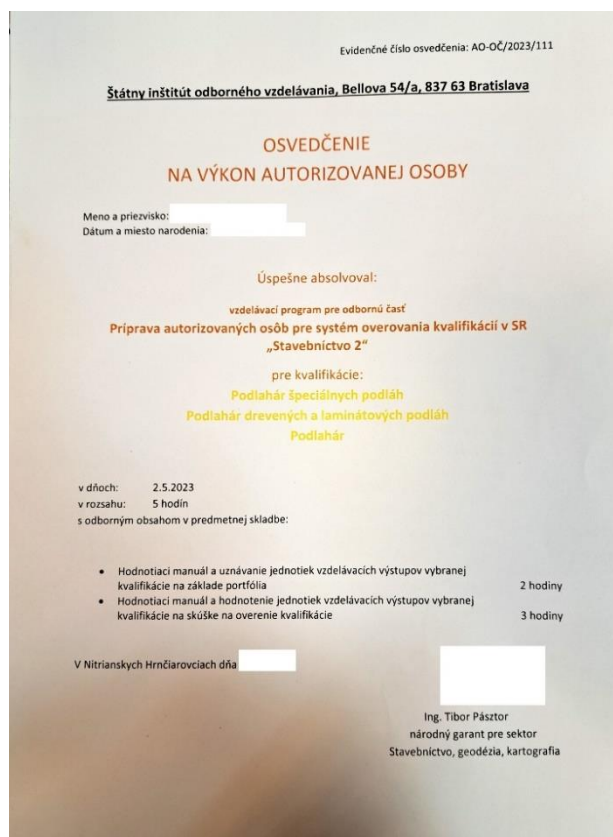 Evidenčné číslo osvedčenia: AO-OČ/2023/111
Štátny inštitút odborného vzdelávania, Bellova 54/a, 837 63 Bratislava
OSVEDČENIE
NA VÝKON AUTORIZOVANEJ OSOBY
Meno a priezvisko:
Dátum a miesto narodenia:
Úspešne absolvoval:
vzdelávací program pre odbornú časť
Príprava autorizovaných osôb pre systém overovania kvalifikácií v SR
„Stavebníctvo 2“
pre kvalifikácie:
Podlahár špeciálnych podláh
Podlahár drevených a laminátových podláh
Podlahár
v dňoch: 2.5.2023
v rozsahu: 5 hodín
s odborným obsahom v predmetnej skladbe:
• Hodnotiaci manuál a uznávanie jednotiek vzdelávacích výstupov vybranej
kvalifikácie na základe portfólia 2 hodiny
• Hodnotiaci manuál a hodnotenie jednotiek vzdelávacích výstupov vybranej
kvalifikácie na skúške na overenie kvalifikácie 3 hodiny
V Nitrianskych Hrnčiarovciach dňa
Ing. Tibor Pásztor
národný garant pre sektor
Stavebníctvo, geodézia, kartografia